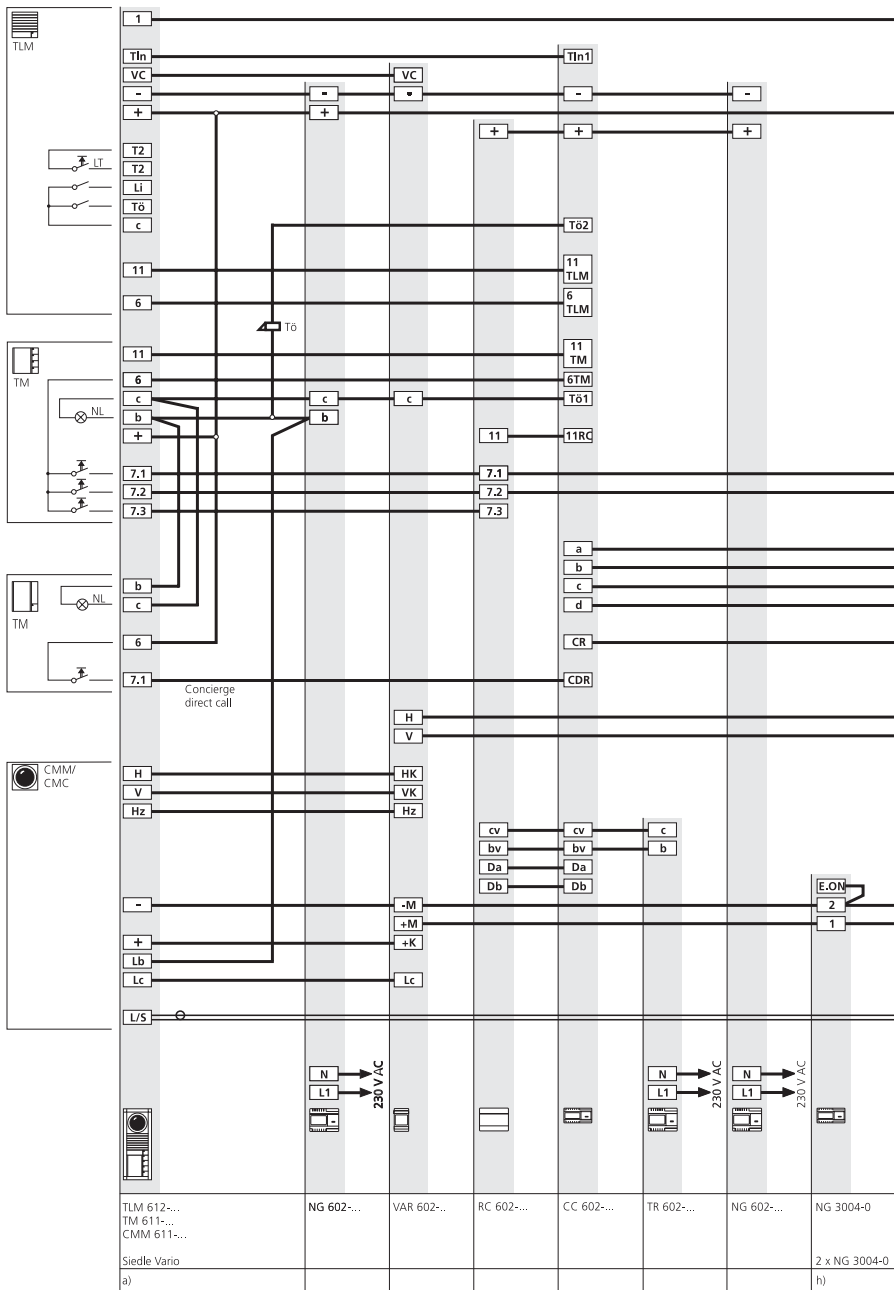 1
TLM
Tln Tln1
VC VC
- - - - -
+ +
+ + +
T2
LT T2
Li
Tö
c Tö2
11 11 TLM
6 6 TLM
Tö
11 11 TM
TM
6 6TM
c c c Tö1
NL b b
+ 11 11RC
7.1 7.1
7.2 7.2
7.3 7.3
a
b
c
b d
NL c
TM
6 CR
7.1 CDR
Concierge
direct call
H
V
CMM/
CMC
H HK
V VK
Hz Hz
cv cv c
bv bv b
Da Da
Db Db E.ON
- -M 2
+M 1
+ +K
Lb
Lc Lc
L/S
N 230 V AC N 230 V AC N 230 V AC
L1 L1 L1
TLM 612-... NG 602-... VAR 602-.. RC 602-... CC 602-... TR 602-... NG 602-... NG 3004-0
TM 611-...
CMM 611-...
Siedle Vario 2 x NG 3004-0
a) h)